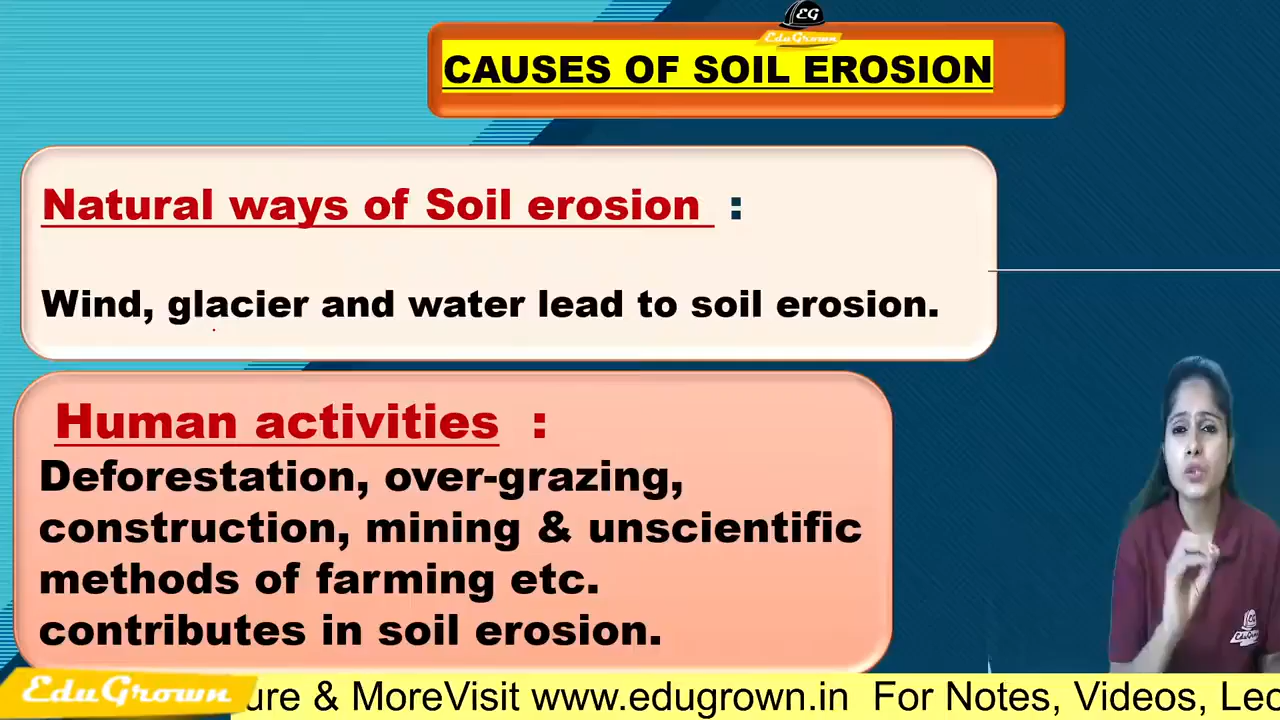 EG
EduGrown
CAUSES OF SOIL EROSION
Natural ways of Soil erosion :
Wind, glacier and water lead to soil erosion.
Human activities :
Deforestation, over-grazing,
construction, mining & unscientific
methods of farming etc.
contributes in soil erosion.
EG
EduGrown
EduGrown
ure & MoreVisit www.edugrown.in For Notes, Videos, Lec